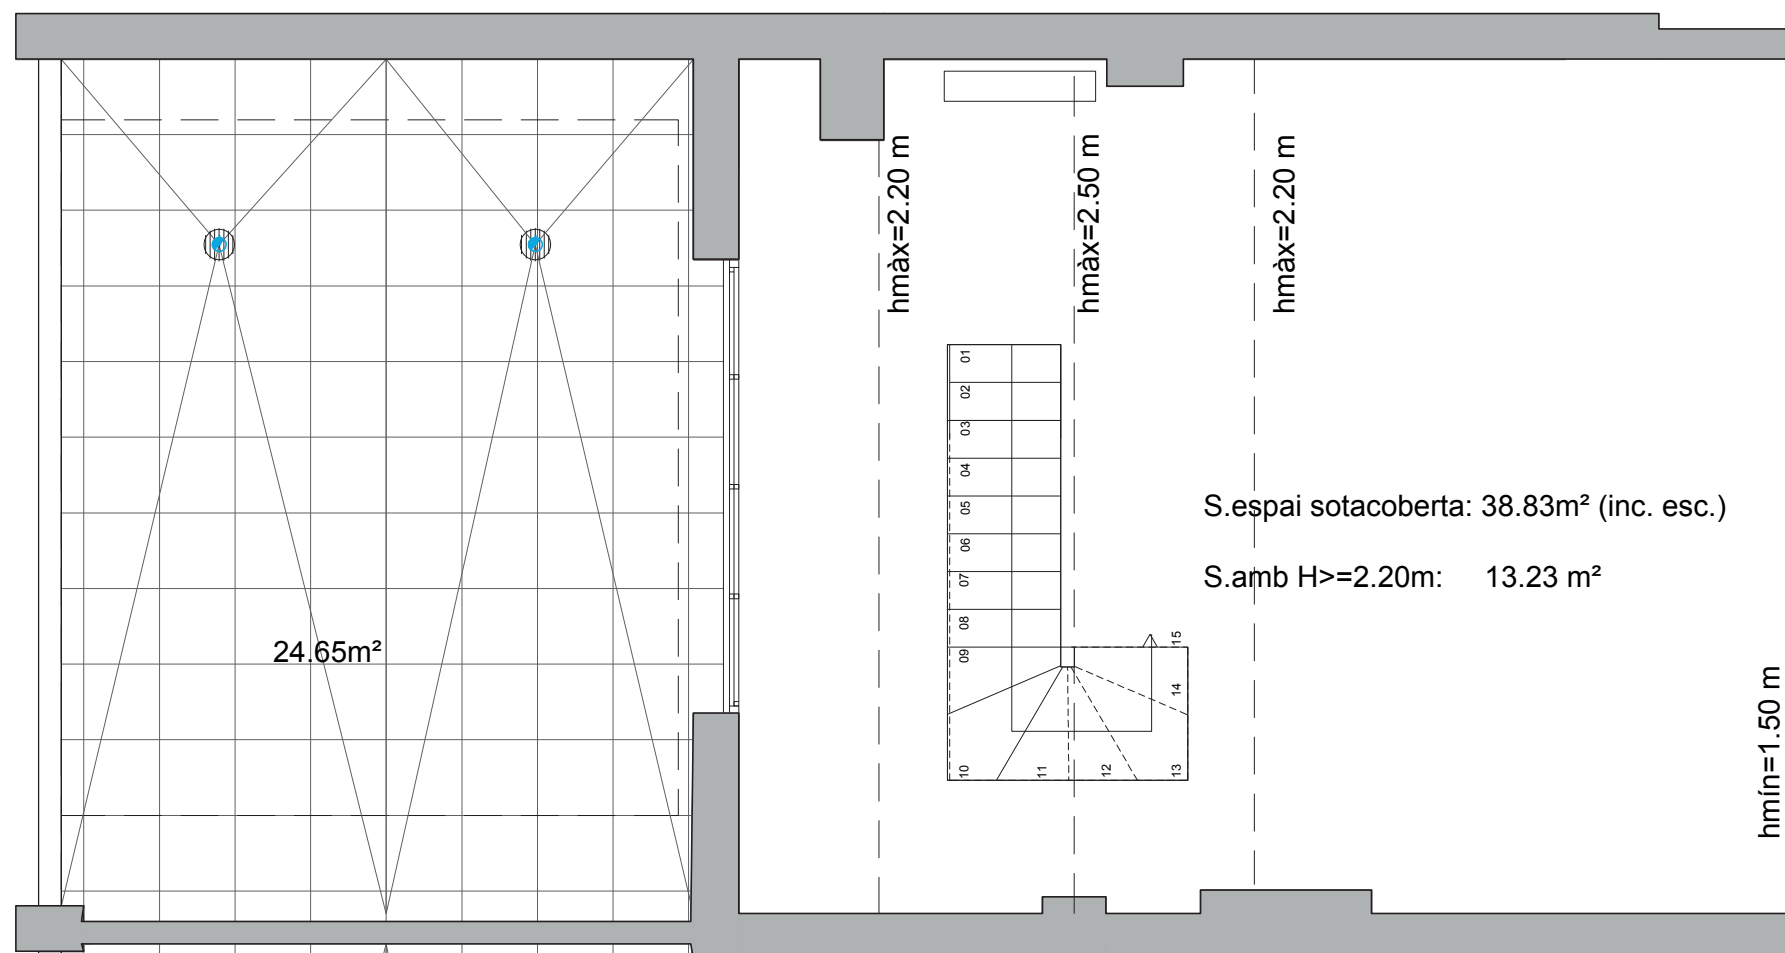 hmàx=2.20 m
hmàx=2.50 m
hmàx=2.20 m
01
02
03
04
05
06
07
08
09
10
11
12
13
14
15
S.espai sotacoberta: 38.83m² (inc. esc.)
S.amb H>=2.20m: 13.23 m²
24.65m²
hmín=1.50 m